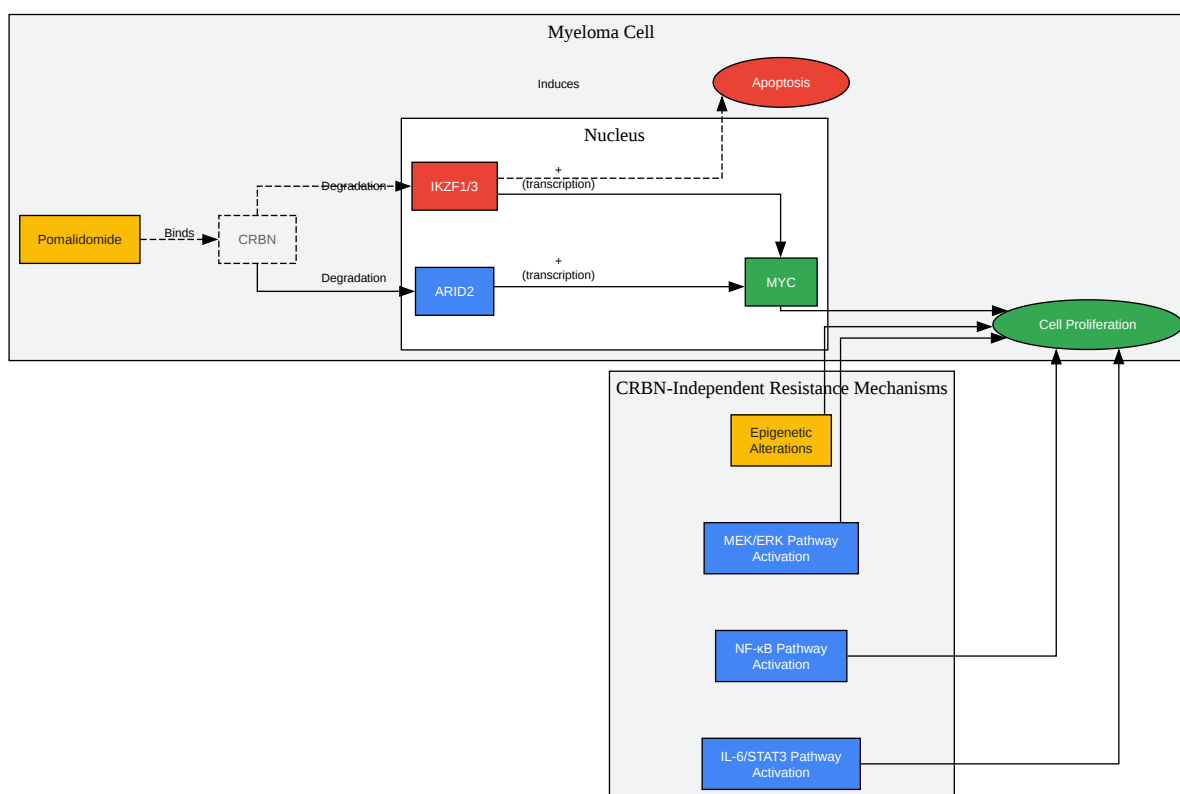 Myeloma Cell
Induces
Apoptosis
Nucleus
Degradation
IKZF1/3
+
(transcription)
Pomalidomide
Binds
CRBN
Degradation
ARID2
+
(transcription)
MYC
Cell Proliferation
CRBN-Independent Resistance Mechanisms
Epigenetic
Alterations
MEK/ERK Pathway
Activation
NF-κB Pathway
Activation
IL-6/STAT3 Pathway
Activation